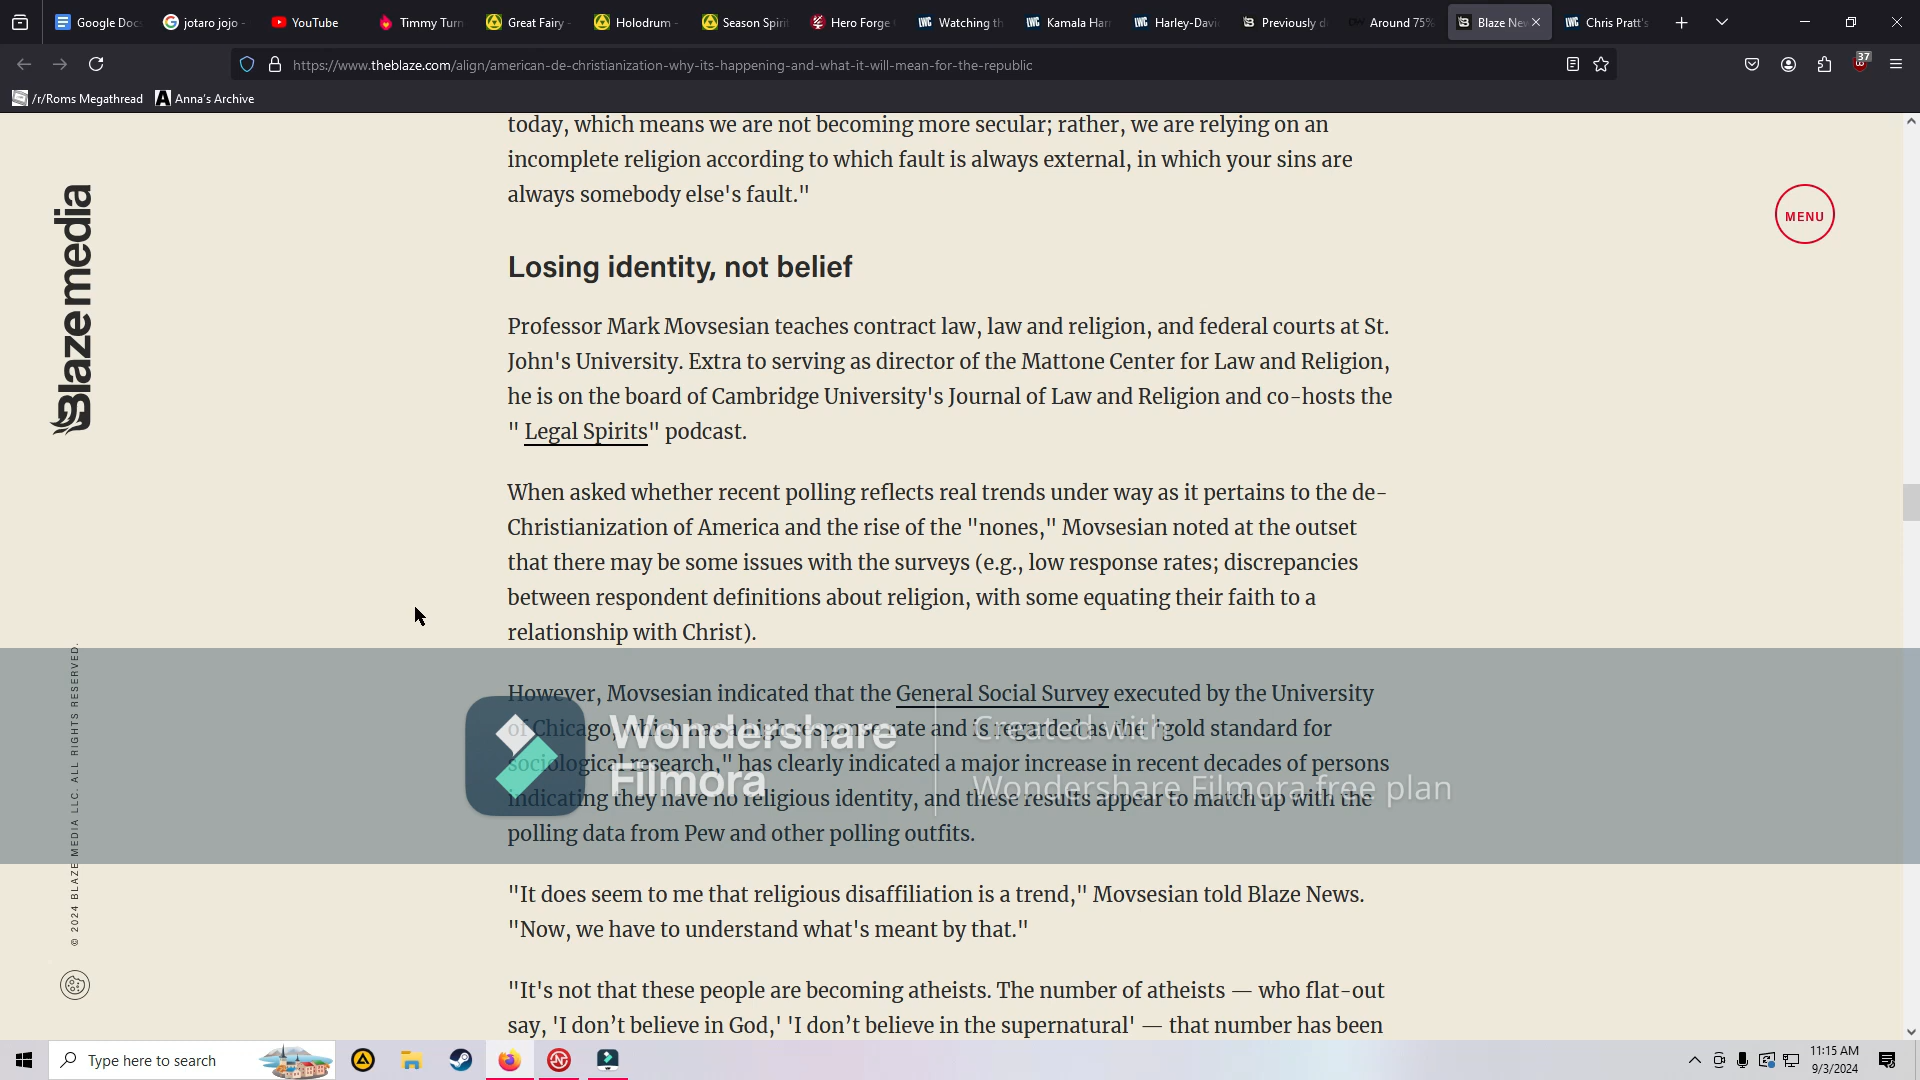 Google Doc
jotaro jojo -
YouTube
Timmy Turn
Great Fairy -
Holodrum -
Season Spiri
Hero Forge
Watching th
Kamala Har
Harley-Davi
Previously d
Around 75%
Blaze Ne
Chris Pratt's
https://www.theblaze.com/align/american-de-christianization-why-its-happening-and-what-it-will-mean-for-the-republic
37
/r/Roms Megathread
Anna's Archive
today, which means we are not becoming more secular; rather, we are relying on an
incomplete religion according to which fault is always external, in which your sins are
always somebody else's fault."
Blaze media
MENU
Losing identity, not belief
Professor Mark Movsesian teaches contract law, law and religion, and federal courts at St.
John's University. Extra to serving as director of the Mattone Center for Law and Religion,
he is on the board of Cambridge University's Journal of Law and Religion and co-hosts the
" Legal Spirits" podcast.
When asked whether recent polling reflects real trends under way as it pertains to the de-
Christianization of America and the rise of the "nones," Movsesian noted at the outset
that there may be some issues with the surveys (e.g., low response rates; discrepancies
between respondent definitions about religion, with some equating their faith to a
relationship with Christ).
However, Movsesian indicated that the General Social Survey executed by the University
of Chicago, which has a high response rate and is regarded as the "gold standard for
sociological research," has clearly indicated a major increase in recent decades of persons
indicating they have no religious identity, and these results appear to match up with the
polling data from Pew and other polling outfits.
Wondershare
Filmora
Created with
Wondershare Filmora free plan
"It does seem to me that religious disaffiliation is a trend," Movsesian told Blaze News.
"Now, we have to understand what's meant by that."
"It's not that these people are becoming atheists. The number of atheists — who flat-out
say, 'I don’t believe in God,' 'I don’t believe in the supernatural' — that number has been
© 2024 BLAZE MEDIA LLC. ALL RIGHTS RESERVED.
Type here to search
11:15 AM
9/3/2024